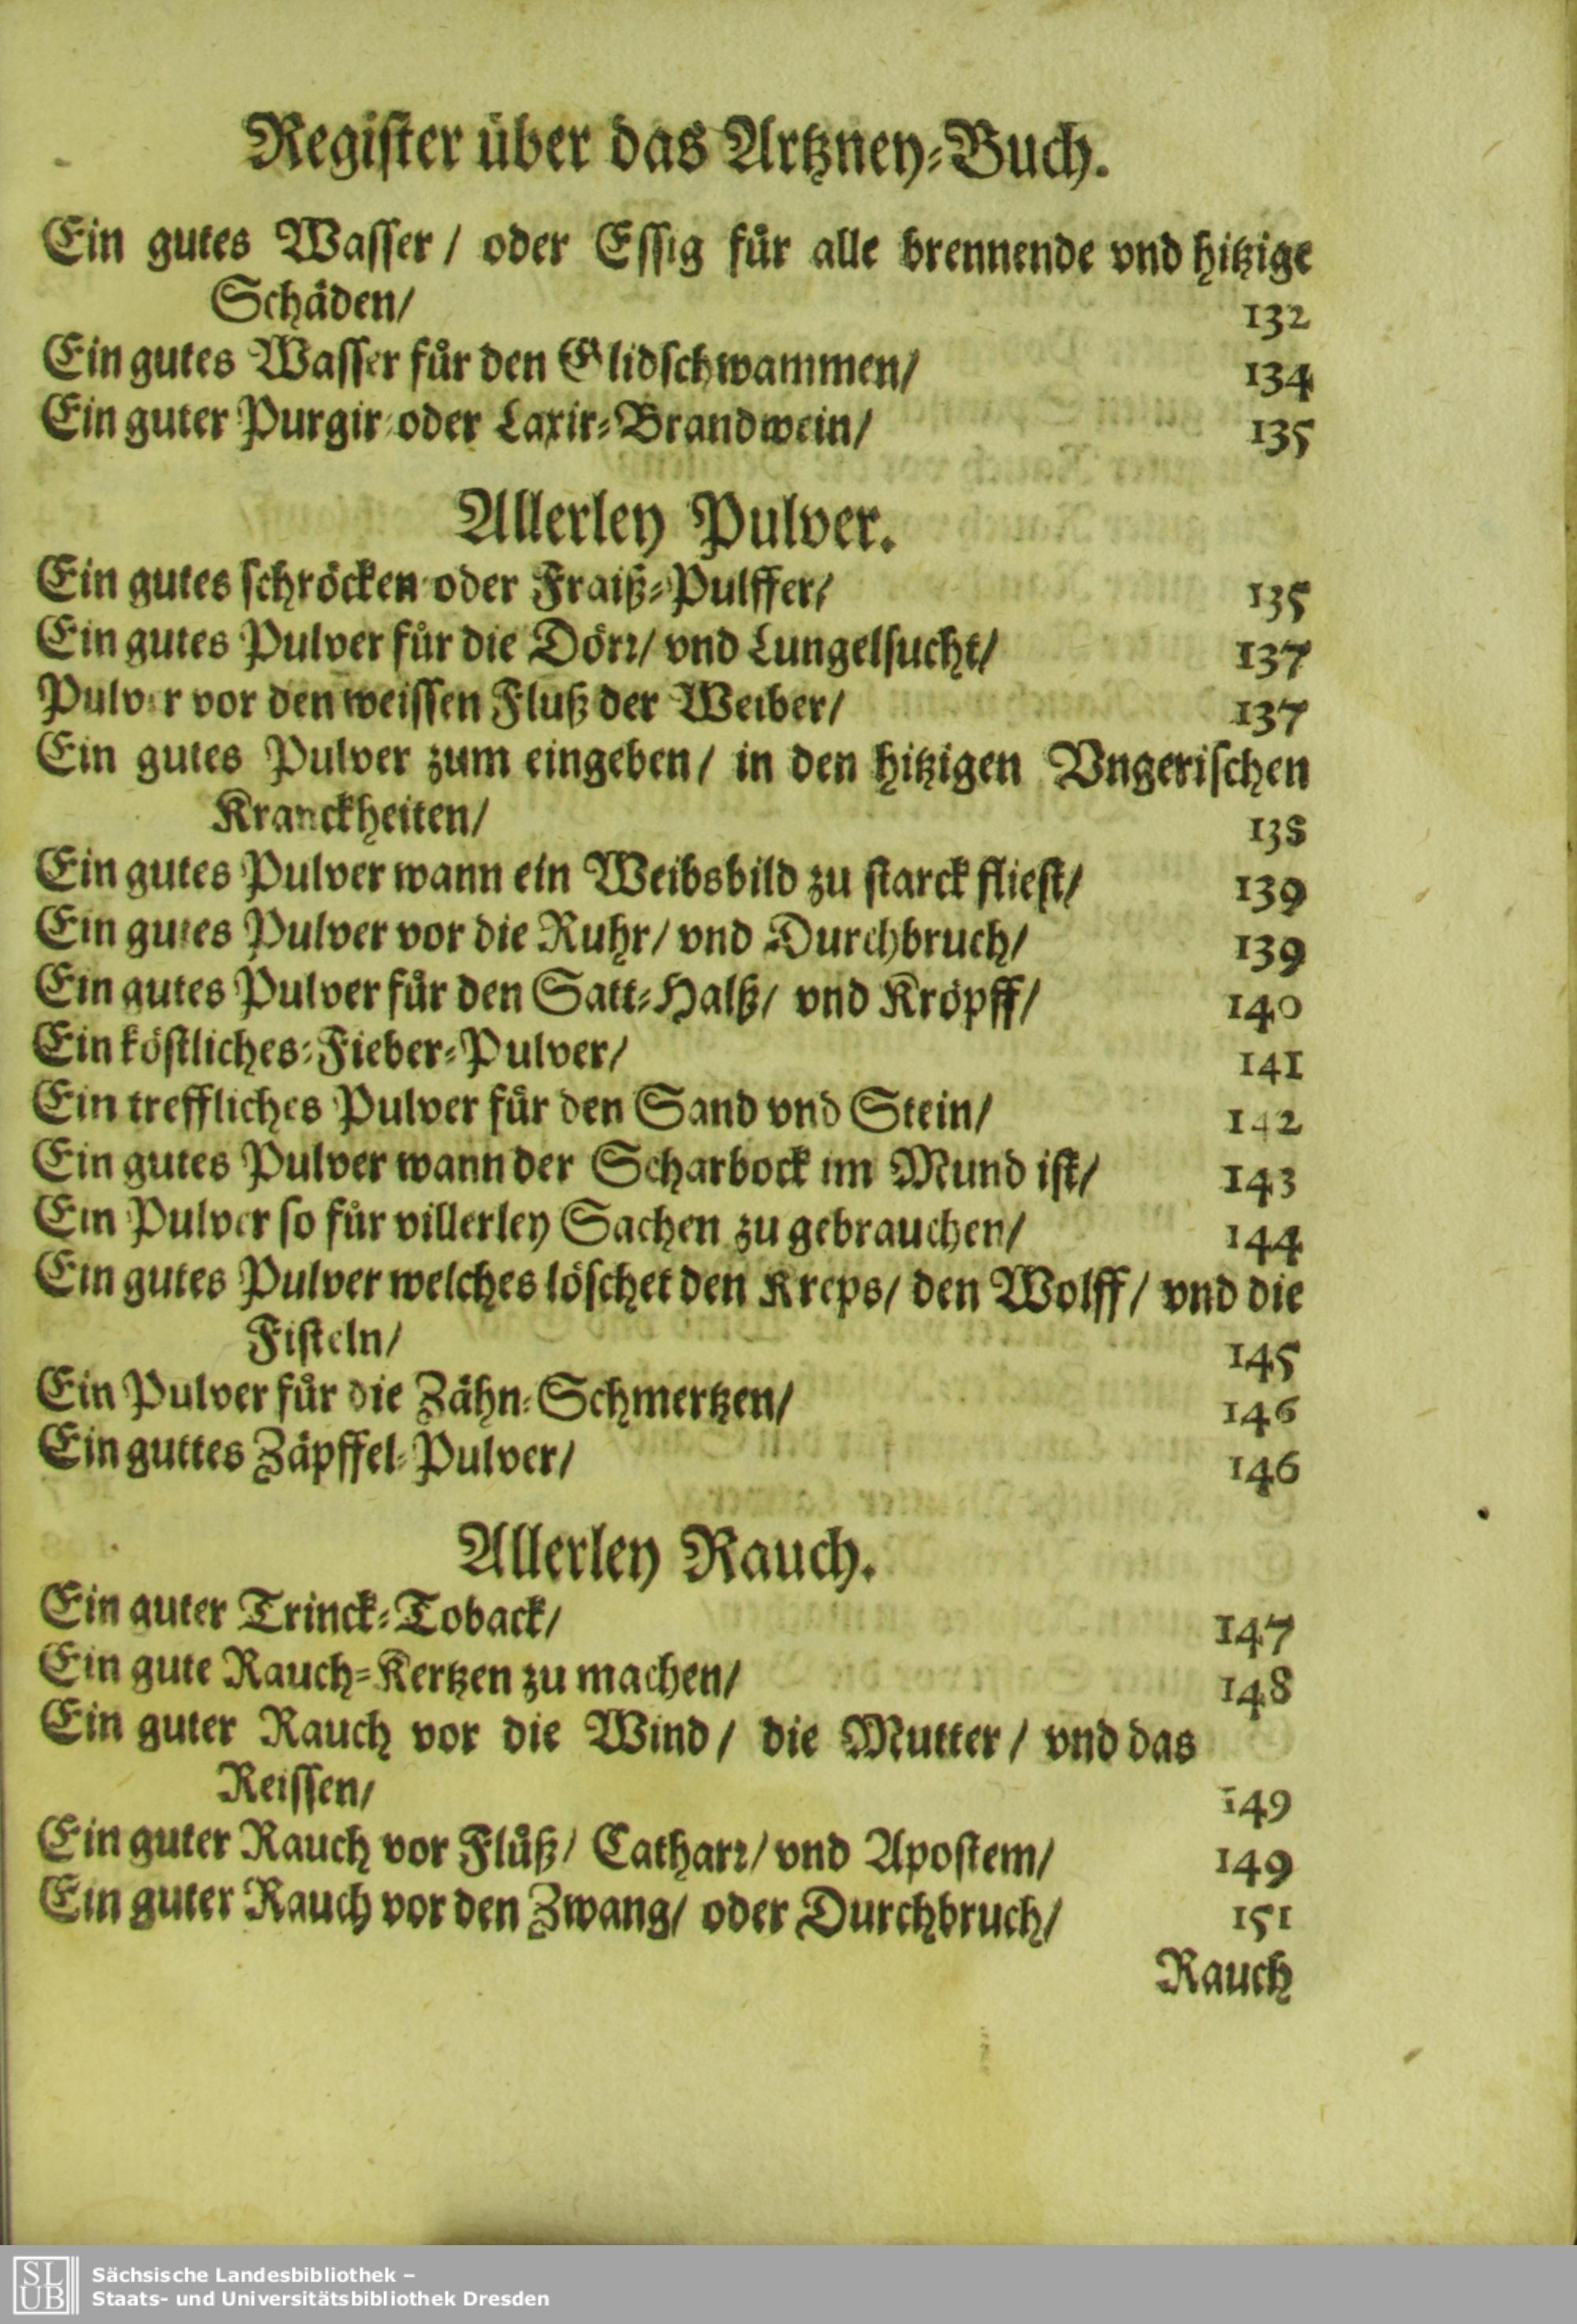 Register über das Artzney-Buch.
Ein gutes Wasser / oder Essig für alle brennende vnd hitzige
Schäden/ 132
Ein gutes Wasser für den Glidschwammen/ 134
Ein guter Purgir oder Laxir-Brandwein/ 135
Allerley Pulver.
Ein gutes schröcken oder Fraiß-Pulffer/ 135
Ein gutes Pulver für die Dörr/ vnd Lungelsucht/ 137
Pulver vor den weissen Fluß der Weiber/ 137
Ein gutes Pulver zum eingeben/ in den hitzigen Vngerischen
Kranckheiten/ 138
Ein gutes Pulver wann ein Weibsbild zu starck fliest/ 139
Ein gutes Pulver vor die Ruhr/ vnd Durchbruch/ 139
Ein gutes Pulver für den Satt-Halß/ vnd Kröpff/ 140
Ein köstliches-Fieber-Pulver/ 141
Ein treffliches Pulver für den Sand vnd Stein/ 142
Ein gutes Pulver wann der Scharbock im Mund ist/ 143
Ein Pulver so für villerley Sachen zu gebrauchen/ 144
Ein gutes Pulver welches löschet den Kreps/ den Wolff/ vnd die
Fisteln/ 145
Ein Pulver für die Zähn-Schmertzen/ 146
Ein guttes Zäpffel-Pulver/ 146
Allerley Rauch.
Ein guter Trinck-Toback/ 147
Ein gute Rauch-Kertzen zu machen/ 148
Ein guter Rauch vor die Wind/ die Mutter/ vnd das
Reissen/ 149
Ein guter Rauch vor Flüß/ Catharr/ vnd Apostem/ 149
Ein guter Rauch vor den Zwang/ oder Durchbruch/ 151
Rauch
SLUB
Sächsische Landesbibliothek –
Staats- und Universitätsbibliothek Dresden